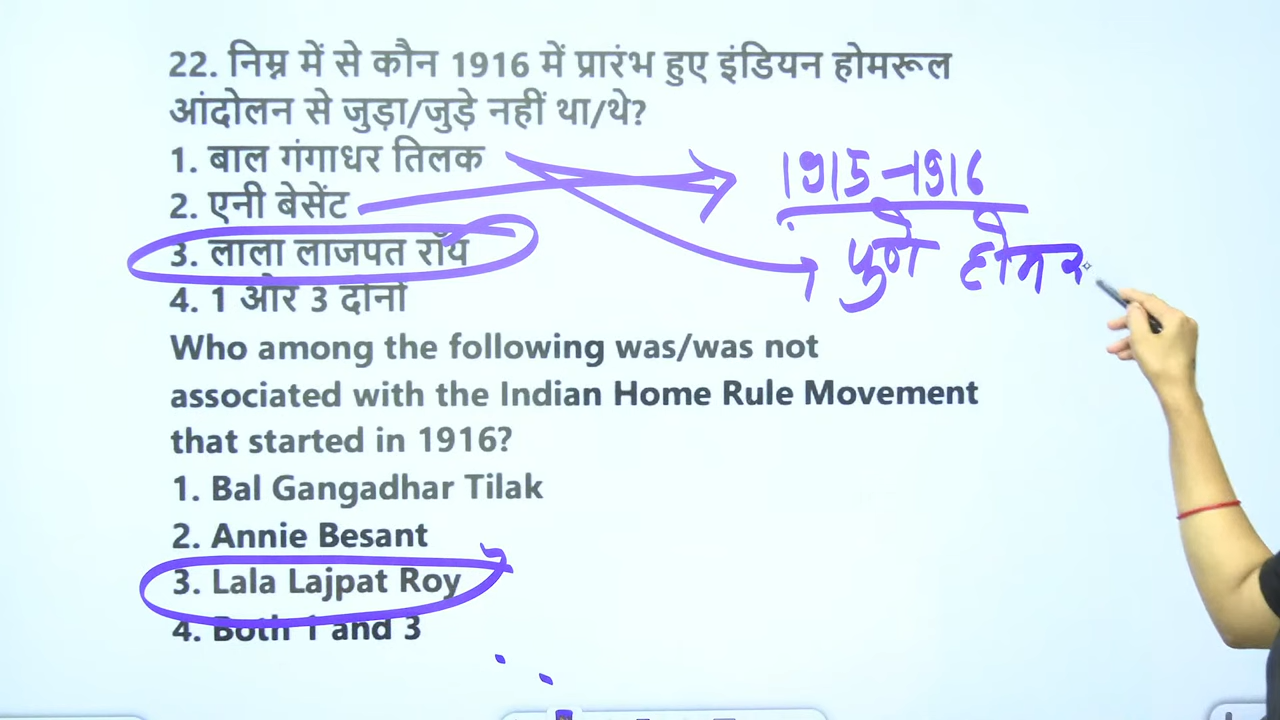 22. निम्न में से कौन 1916 में प्रारंभ हुए इंडियन होमरूल
आंदोलन से जुड़ा/जुड़े नहीं था/थे?
1. बाल गंगाधर तिलक
2. एनी बेसेंट
3. लाला लाजपत रॉय
4. 1 और 3 दोनों
1915-1916
पुणे होमरू
Who among the following was/was not
associated with the Indian Home Rule Movement
that started in 1916?
1. Bal Gangadhar Tilak
2. Annie Besant
3. Lala Lajpat Roy
4. Both 1 and 3